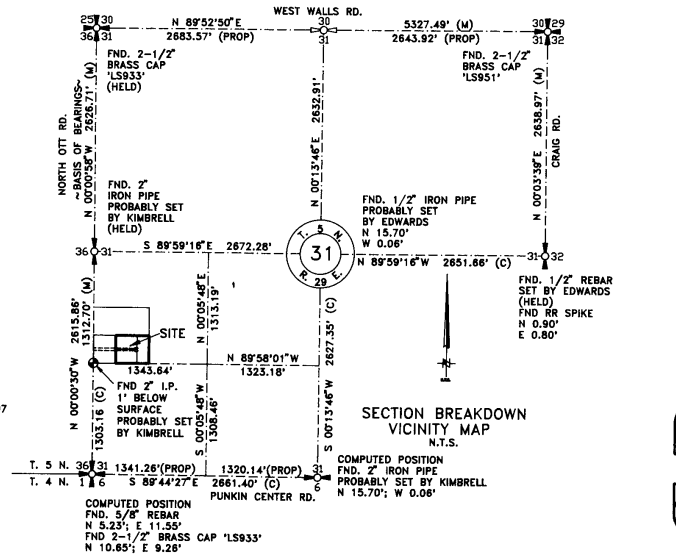 WEST WALLS RD.
25 30
36 31
N 89°52'50"E
2683.57' (PROP)
30
31
5327.49' (M)
2643.92' (PROP)
30 29
31 32
FND. 2-1/2"
BRASS CAP
'LS933'
(HELD)
FND. 2-1/2"
BRASS CAP
'LS951'
NORTH OTT RD.
~BASIS OF BEARINGS~
N 00°00'58"W 2626.71' (M)
N 00°13'46"E 2632.91'
N 00°03'39"E 2638.97' (M)
CRAIG RD.
FND. 2"
IRON PIPE
PROBABLY SET
BY KIMBRELL
(HELD)
FND. 1/2" IRON PIPE
PROBABLY SET
BY EDWARDS
N 15.70'
W 0.06'
36 31
S 89°59'16"E 2672.28'
T. 5 N.
31
R. 29 E.
N 89°59'16"W 2651.66' (C)
31 32
FND. 1/2" REBAR
SET BY EDWARDS
(HELD)
FND RR SPIKE
N 0.90'
E 0.80'
2615.86' (M)
1312.70'
N 00°00'30"W
1303.16 (C)
N 00°05'48"E
1313.19'
SITE
1343.64'
N 89°58'01"W
1323.18'
S 00°05'48"W
1308.46'
2627.35' (C)
S 00°13'46"W
FND 2" I.P.
1' BELOW
SURFACE
PROBABLY SET
BY KIMBRELL
7
SECTION BREAKDOWN
VICINITY MAP
N.T.S.
T. 5 N. 36 31
T. 4 N. 1 6
1341.26'(PROP)
1320.14'(PROP)
31
6
S 89°44'27"E 2661.40' (C)
PUNKIN CENTER RD.
COMPUTED POSITION
FND. 2" IRON PIPE
PROBABLY SET BY KIMBRELL
N 15.70'; W 0.06'
COMPUTED POSITION
FND. 5/8" REBAR
N 5.23'; E 11.55'
FND 2-1/2" BRASS CAP 'LS933'
N 10.65'; E 9.26'